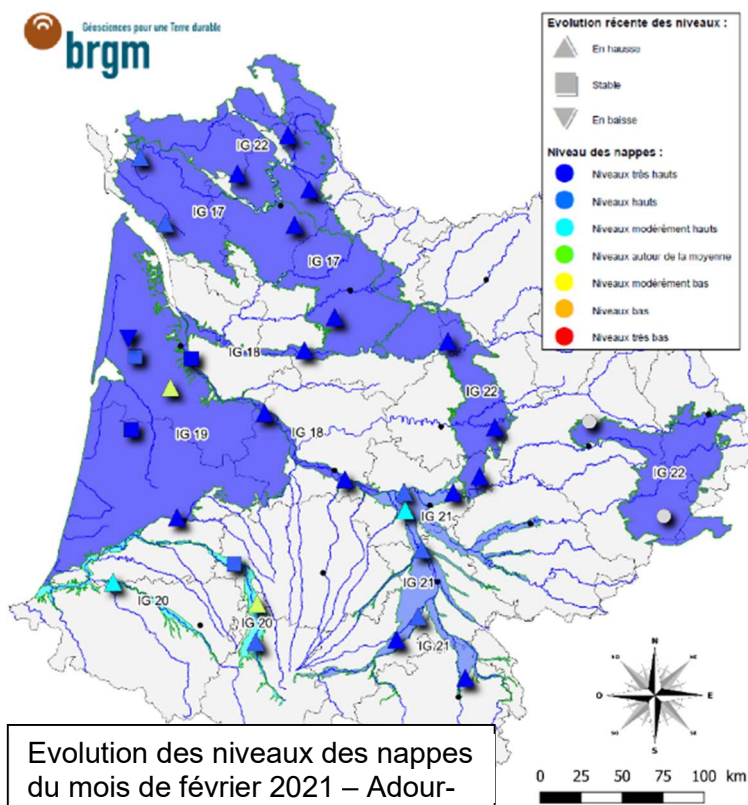 Géosciences pour une Terre durable
brgm
Evolution récente des niveaux :
En hausse
Stable
En baisse
Niveau des nappes :
Niveaux très hauts
Niveaux hauts
Niveaux modérément hauts
Niveaux autour de la moyenne
Niveaux modérément bas
Niveaux bas
Niveaux très bas
IG 22
IG 17
IG 17
IG 18
IG 22
IG 18
IG 19
IG 22
IG 21
IG 21
IG 20
IG 20
IG 21
N
NO
NE
O
E
SO
SE
S
Evolution des niveaux des nappes
du mois de février 2021 – Adour-
0 25 50 75 100 km